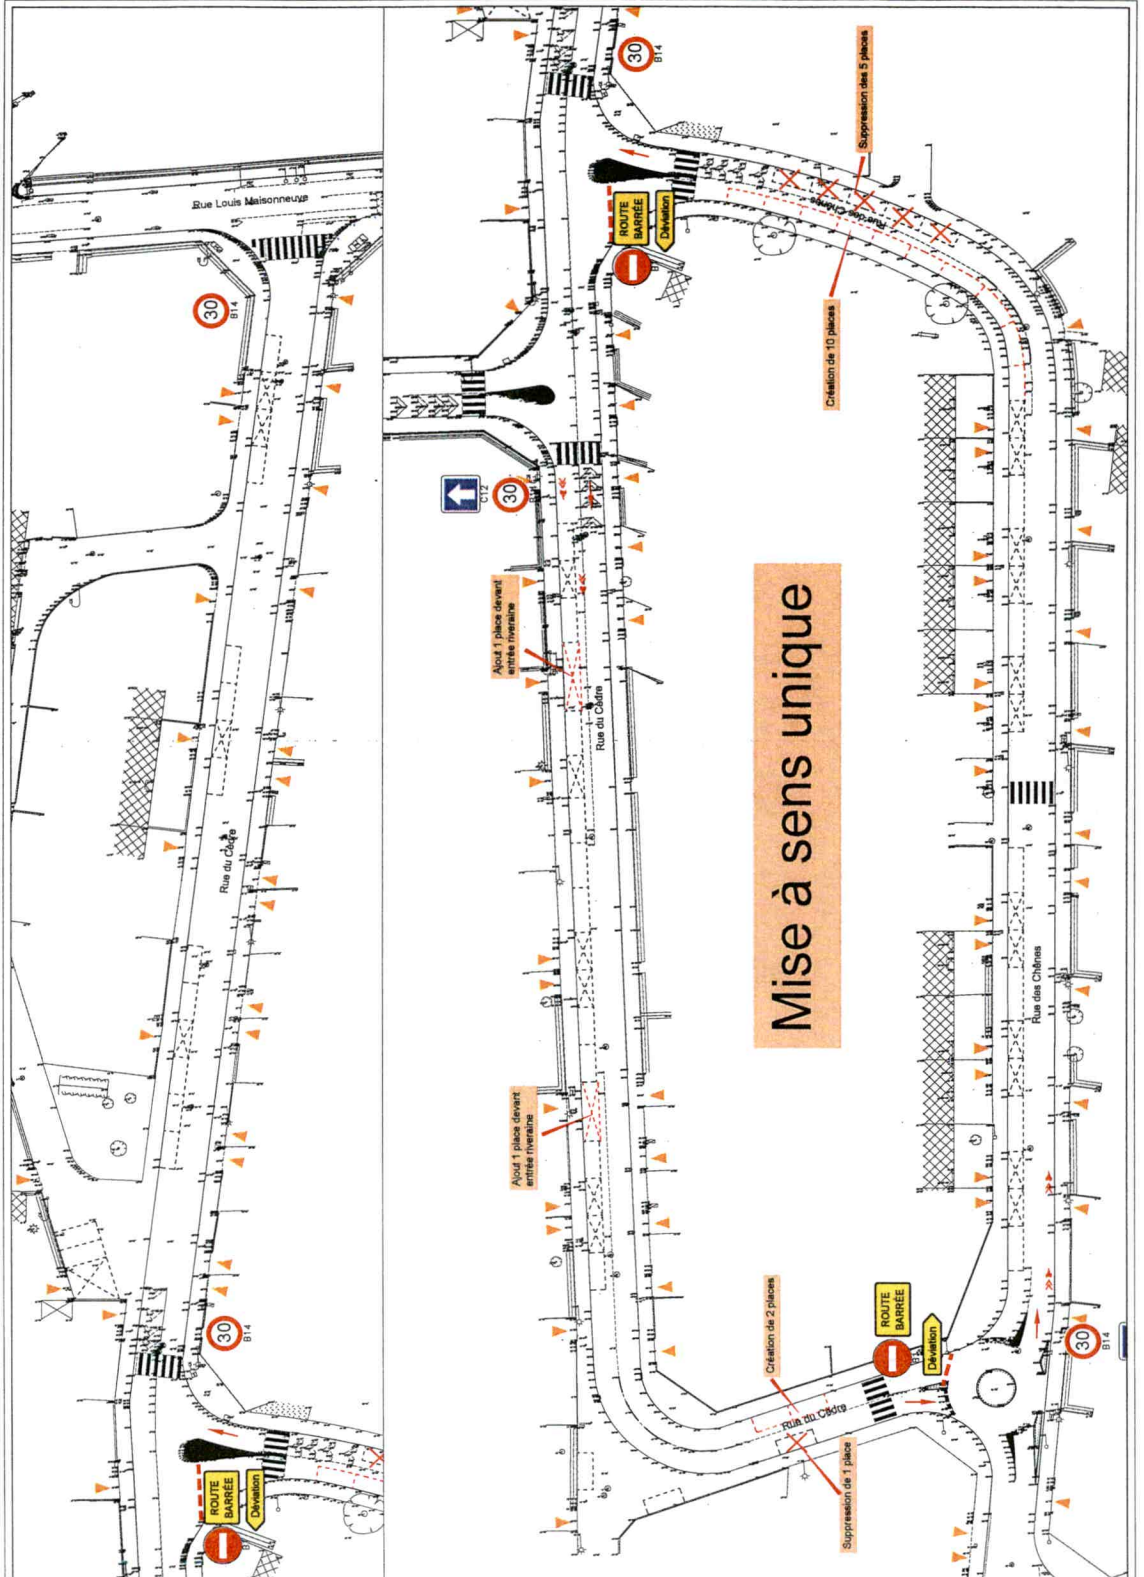 Rue Louis Maisonneuve
30
B14
Rue du Cèdre
30
B14
ROUTE
BARRÉE
Déviation
30
B14
ROUTE
BARRÉE
Déviation
Suppression des 5 places
Rue des Chênes
Création de 10 places
C12
30
Ajout 1 place devant
entrée riveraine
Rue du Cèdre
Mise à sens unique
Ajout 1 place devant
entrée riveraine
Rue des Chênes
Création de 2 places
ROUTE
BARRÉE
Déviation
Rue du Cèdre
Suppression de 1 place
30
B14